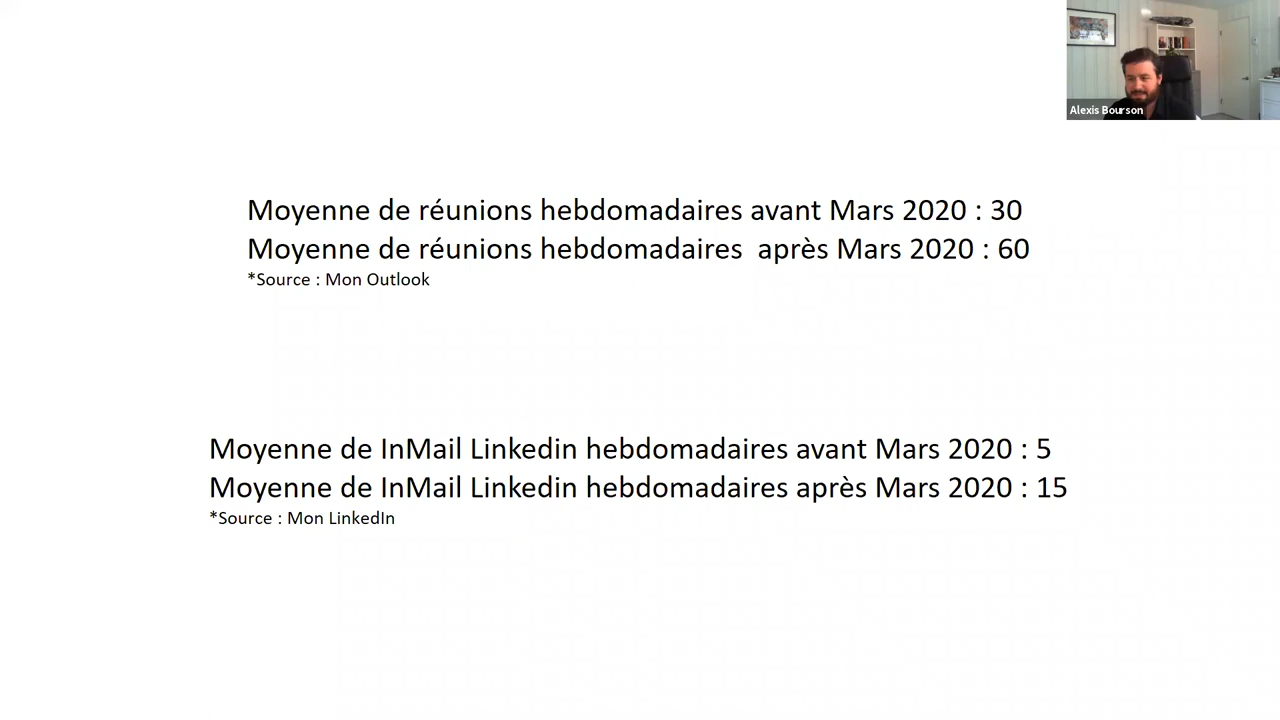 Alexis Bourson
Moyenne de réunions hebdomadaires avant Mars 2020 : 30
Moyenne de réunions hebdomadaires  après Mars 2020 : 60
*Source : Mon Outlook
Moyenne de InMail Linkedin hebdomadaires avant Mars 2020 : 5
Moyenne de InMail Linkedin hebdomadaires après Mars 2020 : 15
*Source : Mon LinkedIn